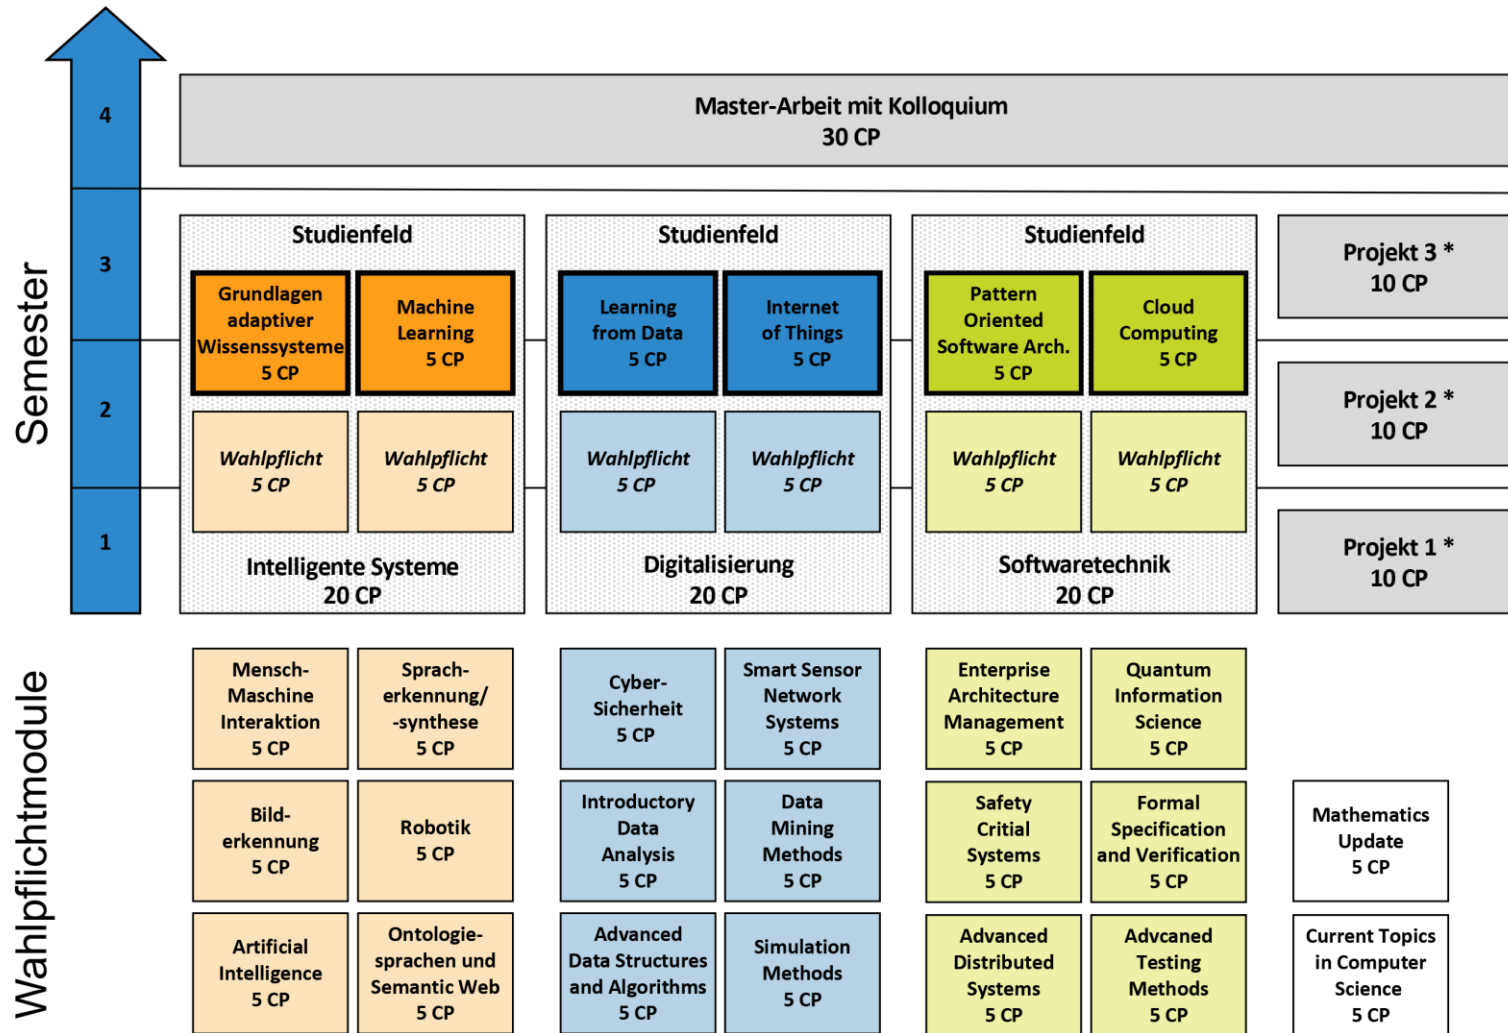 Semester
4
3
2
1
Master-Arbeit mit Kolloquium
30 CP
Studienfeld
Grundlagen
adaptiver
Wissenssysteme
5 CP
Machine
Learning
5 CP
Wahlpflicht
5 CP
Wahlpflicht
5 CP
Intelligente Systeme
20 CP
Studienfeld
Learning
from Data
5 CP
Internet
of Things
5 CP
Wahlpflicht
5 CP
Wahlpflicht
5 CP
Digitalisierung
20 CP
Studienfeld
Pattern
Oriented
Software Arch.
5 CP
Cloud
Computing
5 CP
Wahlpflicht
5 CP
Wahlpflicht
5 CP
Softwaretechnik
20 CP
Projekt 3 *
10 CP
Projekt 2 *
10 CP
Projekt 1 *
10 CP
Wahlpflichtmodule
Mensch-
Maschine
Interaktion
5 CP
Sprach-
erkennung/
-synthese
5 CP
Cyber-
Sicherheit
5 CP
Smart Sensor
Network
Systems
5 CP
Enterprise
Architecture
Management
5 CP
Quantum
Information
Science
5 CP
Bild-
erkennung
5 CP
Robotik
5 CP
Introductory
Data
Analysis
5 CP
Data
Mining
Methods
5 CP
Safety
Critial
Systems
5 CP
Formal
Specification
and Verification
5 CP
Mathematics
Update
5 CP
Artificial
Intelligence
5 CP
Ontologie-
sprachen und
Semantic Web
5 CP
Advanced
Data Structures
and Algorithms
5 CP
Simulation
Methods
5 CP
Advanced
Distributed
Systems
5 CP
Advcaned
Testing
Methods
5 CP
Current Topics
in Computer
Science
5 CP